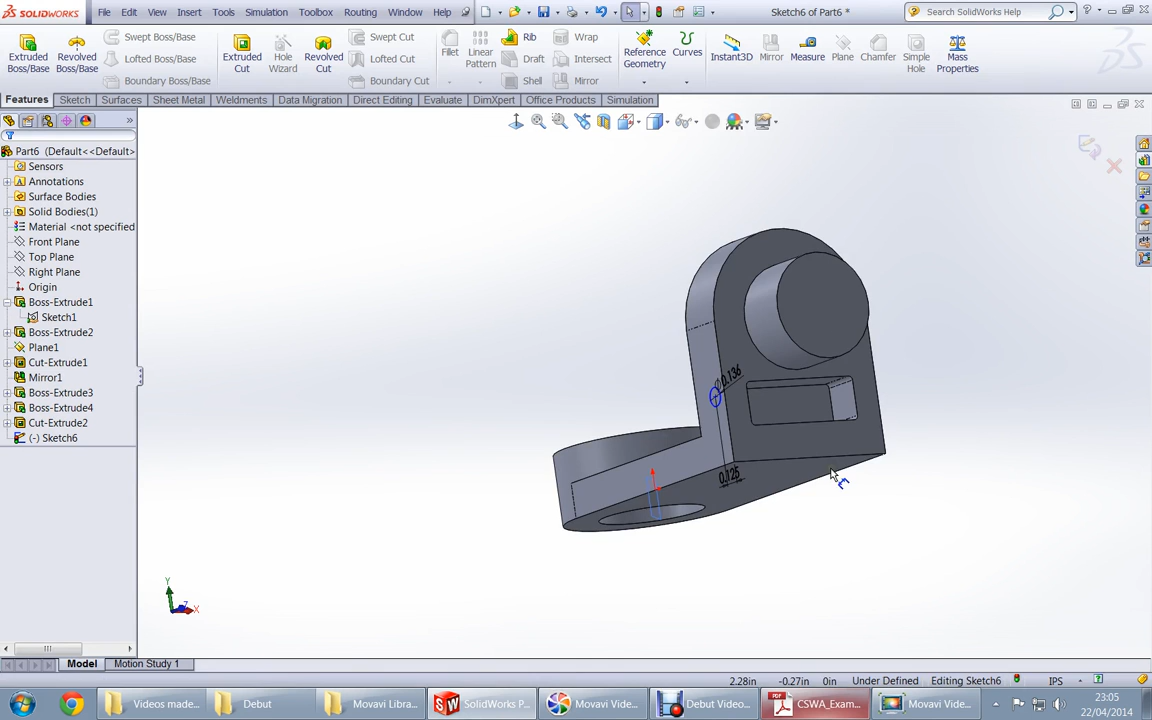 SOLIDWORKS File Edit View Insert Tools Simulation Toolbox Routing Window Help Sketch6 of Part6 * Search SolidWorks Help
Extruded Boss/Base
Revolved Boss/Base
Swept Boss/Base
Lofted Boss/Base
Boundary Boss/Base
Extruded Cut
Hole Wizard
Revolved Cut
Swept Cut
Lofted Cut
Boundary Cut
Fillet
Linear Pattern
Rib
Draft
Shell
Wrap
Intersect
Mirror
Reference Geometry
Curves
Instant3D
Mirror
Measure
Plane
Chamfer
Simple Hole
Mass Properties
Features Sketch Surfaces Sheet Metal Weldments Data Migration Direct Editing Evaluate DimXpert Office Products Simulation
Part6 (Default<<Default>
Sensors
Annotations
Surface Bodies
Solid Bodies(1)
Material <not specified
Front Plane
Top Plane
Right Plane
Origin
Boss-Extrude1
Sketch1
Boss-Extrude2
Plane1
Cut-Extrude1
Mirror1
Boss-Extrude3
Boss-Extrude4
Cut-Extrude2
(-) Sketch6
Ø0.136
0.125
Y
Z
X
Model Motion Study 1
2.28in -0.27in 0in Under Defined Editing Sketch6 IPS
Videos made... Debut Movavi Libra... SolidWorks P... Movavi Vide... Debut Video... CSWA_Exam... Movavi Vide...
23:05
22/04/2014